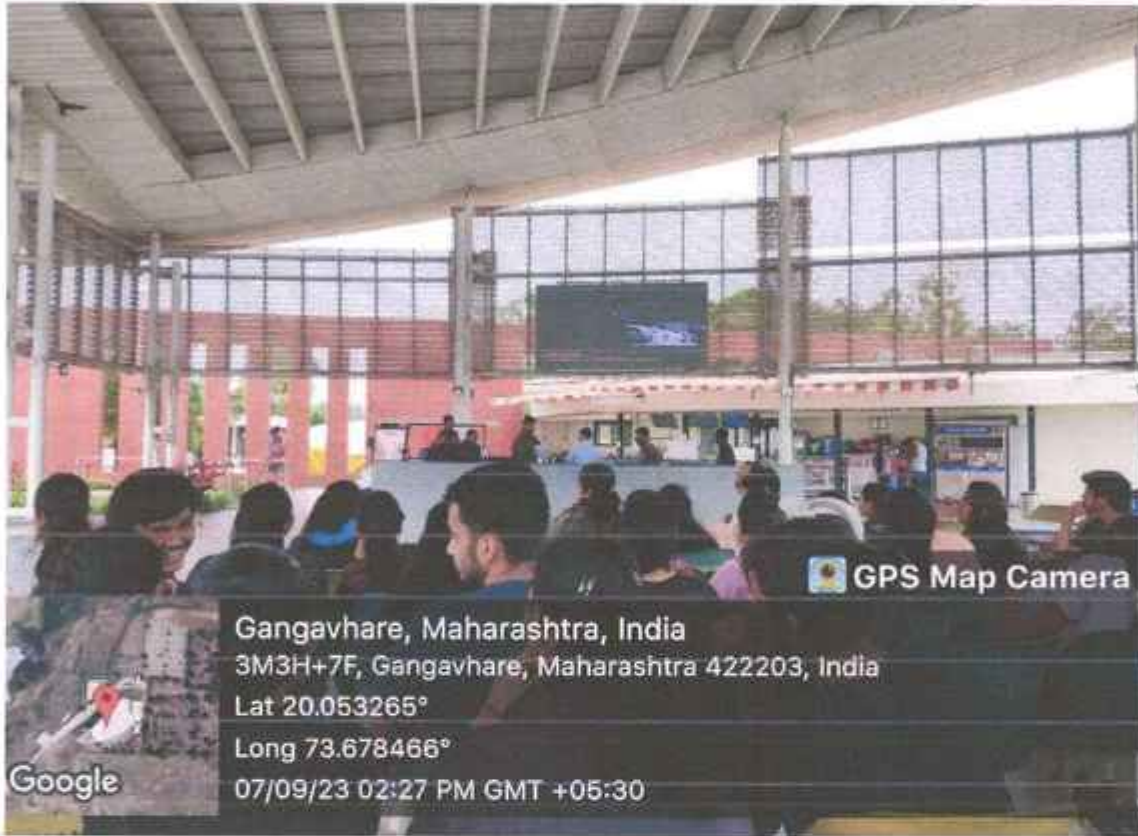 GPS Map Camera
Gangavhare, Maharashtra, India
3M3H+7F, Gangavhare, Maharashtra 422203, India
Lat 20.053265°
Long 73.678466°
07/09/23 02:27 PM GMT +05:30
Google